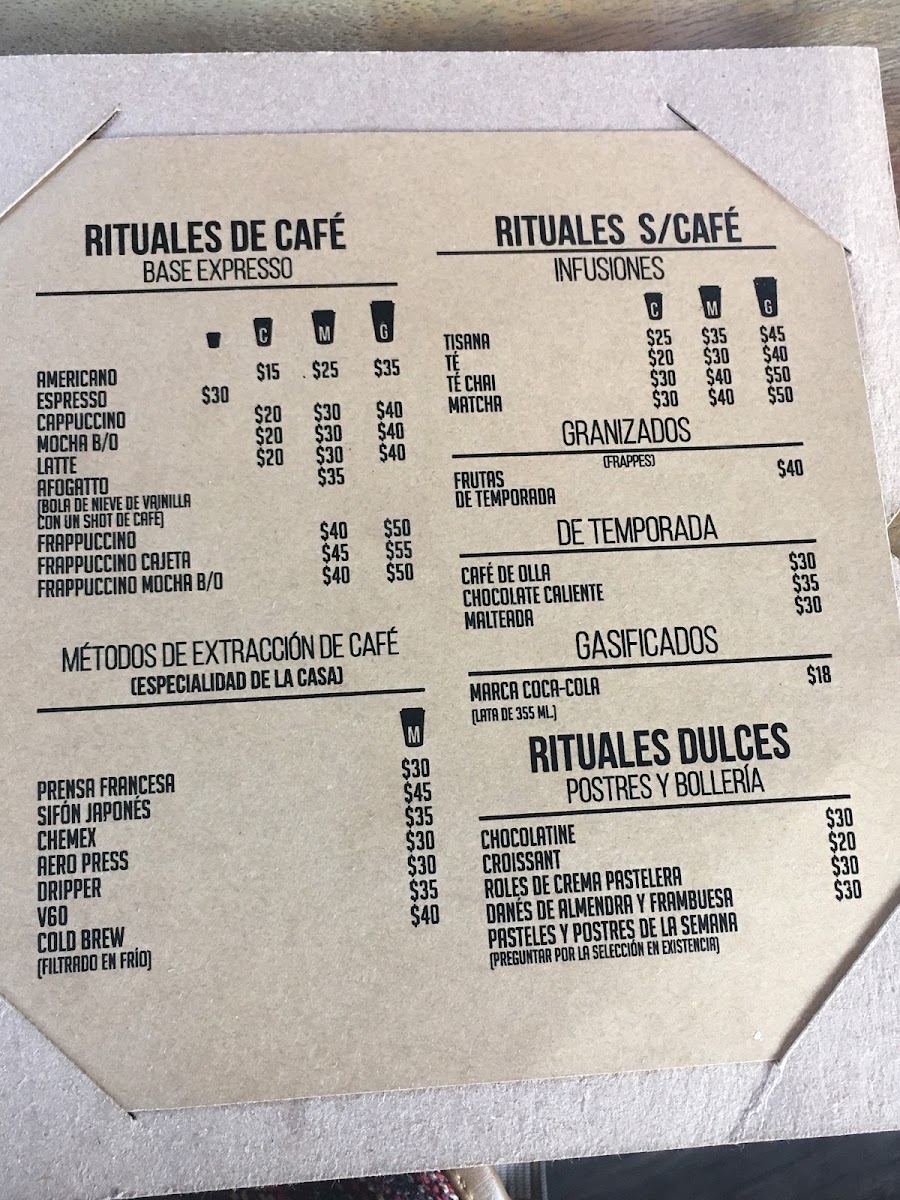 RITUALES DE CAFÉ
BASE EXPRESSO
C M G
AMERICANO $15 $25 $35
ESPRESSO $30
CAPPUCCINO $20 $30 $40
MOCHA B/O $20 $30 $40
LATTE $20 $30 $40
AFOGATTO $35
(BOLA DE NIEVE DE VAINILLA
CON UN SHOT DE CAFÉ)
FRAPPUCCINO $40 $50
FRAPPUCCINO CAJETA $45 $55
FRAPPUCCINO MOCHA B/O $40 $50
MÉTODOS DE EXTRACCIÓN DE CAFÉ
(ESPECIALIDAD DE LA CASA)
M
PRENSA FRANCESA $30
SIFÓN JAPONÉS $45
CHEMEX $35
AERO PRESS $30
DRIPPER $30
V60 $35
COLD BREW $40
(FILTRADO EN FRÍO)
RITUALES S/CAFÉ
INFUSIONES
C M G
TISANA $25 $35 $45
TÉ $20 $30 $40
TÉ CHAI $30 $40 $50
MATCHA $30 $40 $50
GRANIZADOS
(FRAPPES)
FRUTAS $40
DE TEMPORADA
DE TEMPORADA
CAFÉ DE OLLA $30
CHOCOLATE CALIENTE $35
MALTEADA $30
GASIFICADOS
MARCA COCA-COLA $18
(LATA DE 355 ML.)
RITUALES DULCES
POSTRES Y BOLLERÍA
CHOCOLATINE $30
CROISSANT $20
ROLES DE CREMA PASTELERA $30
DANÉS DE ALMENDRA Y FRAMBUESA $30
PASTELES Y POSTRES DE LA SEMANA
(PREGUNTAR POR LA SELECCIÓN EN EXISTENCIA)